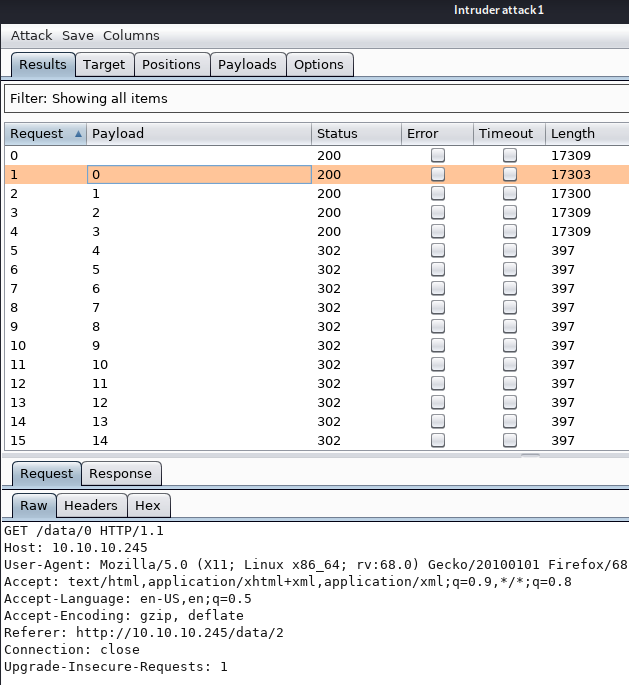 Intruder attack1
Attack Save Columns
Results Target Positions Payloads Options
Filter: Showing all items
Request Payload Status Error Timeout Length
0 200 17309
1 0 200 17303
2 1 200 17300
3 2 200 17309
4 3 200 17309
5 4 302 397
6 5 302 397
7 6 302 397
8 7 302 397
9 8 302 397
10 9 302 397
11 10 302 397
12 11 302 397
13 12 302 397
14 13 302 397
15 14 302 397
Request Response
Raw Headers Hex
GET /data/0 HTTP/1.1
Host: 10.10.10.245
User-Agent: Mozilla/5.0 (X11; Linux x86_64; rv:68.0) Gecko/20100101 Firefox/68
Accept: text/html,application/xhtml+xml,application/xml;q=0.9,*/*;q=0.8
Accept-Language: en-US,en;q=0.5
Accept-Encoding: gzip, deflate
Referer: http://10.10.10.245/data/2
Connection: close
Upgrade-Insecure-Requests: 1